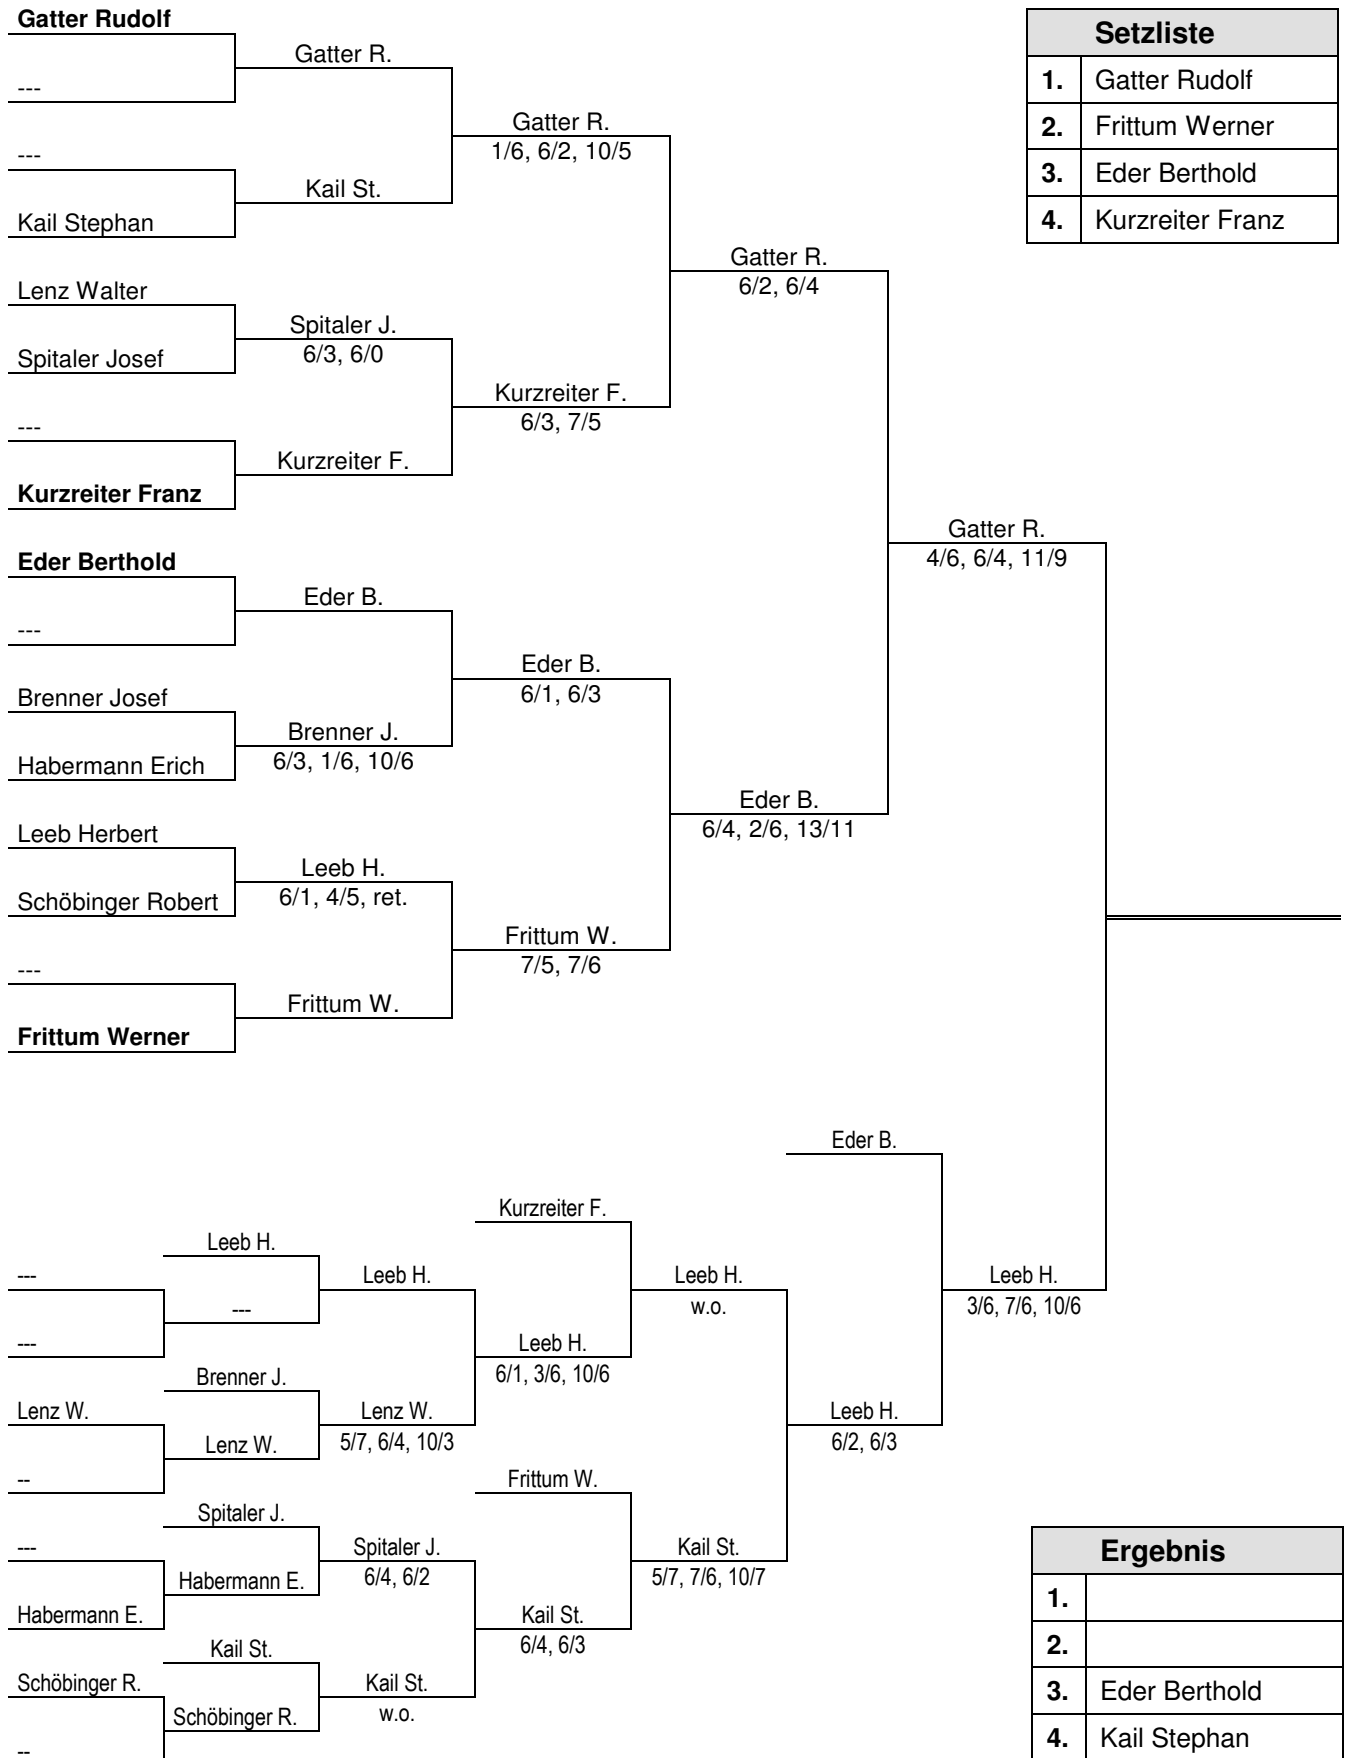 Gatter Rudolf
Setzliste
1. Gatter Rudolf
2. Frittum Werner
3. Eder Berthold
4. Kurzreiter Franz
Gatter R.
---
Gatter R.
1/6, 6/2, 10/5
---
Kail St.
Kail Stephan
Gatter R.
6/2, 6/4
Lenz Walter
Spitaler J.
6/3, 6/0
Spitaler Josef
Kurzreiter F.
6/3, 7/5
---
Kurzreiter F.
Kurzreiter Franz
Gatter R.
4/6, 6/4, 11/9
Eder Berthold
Eder B.
---
Eder B.
6/1, 6/3
Brenner Josef
Brenner J.
6/3, 1/6, 10/6
Habermann Erich
Eder B.
6/4, 2/6, 13/11
Leeb Herbert
Leeb H.
6/1, 4/5, ret.
Schöbinger Robert
Frittum W.
7/5, 7/6
---
Frittum W.
Frittum Werner
Eder B.
Kurzreiter F.
Leeb H.
---
Leeb H.
Leeb H.
w.o.
Leeb H.
3/6, 7/6, 10/6
---
---
Leeb H.
6/1, 3/6, 10/6
Brenner J.
Lenz W.
Lenz W.
5/7, 6/4, 10/3
Leeb H.
6/2, 6/3
Lenz W.
--
Frittum W.
Spitaler J.
---
Spitaler J.
6/4, 6/2
Kail St.
5/7, 7/6, 10/7
Habermann E.
Habermann E.
Kail St.
6/4, 6/3
Kail St.
Schöbinger R.
Kail St.
w.o.
Schöbinger R.
--
Ergebnis
1.
2.
3. Eder Berthold
4. Kail Stephan